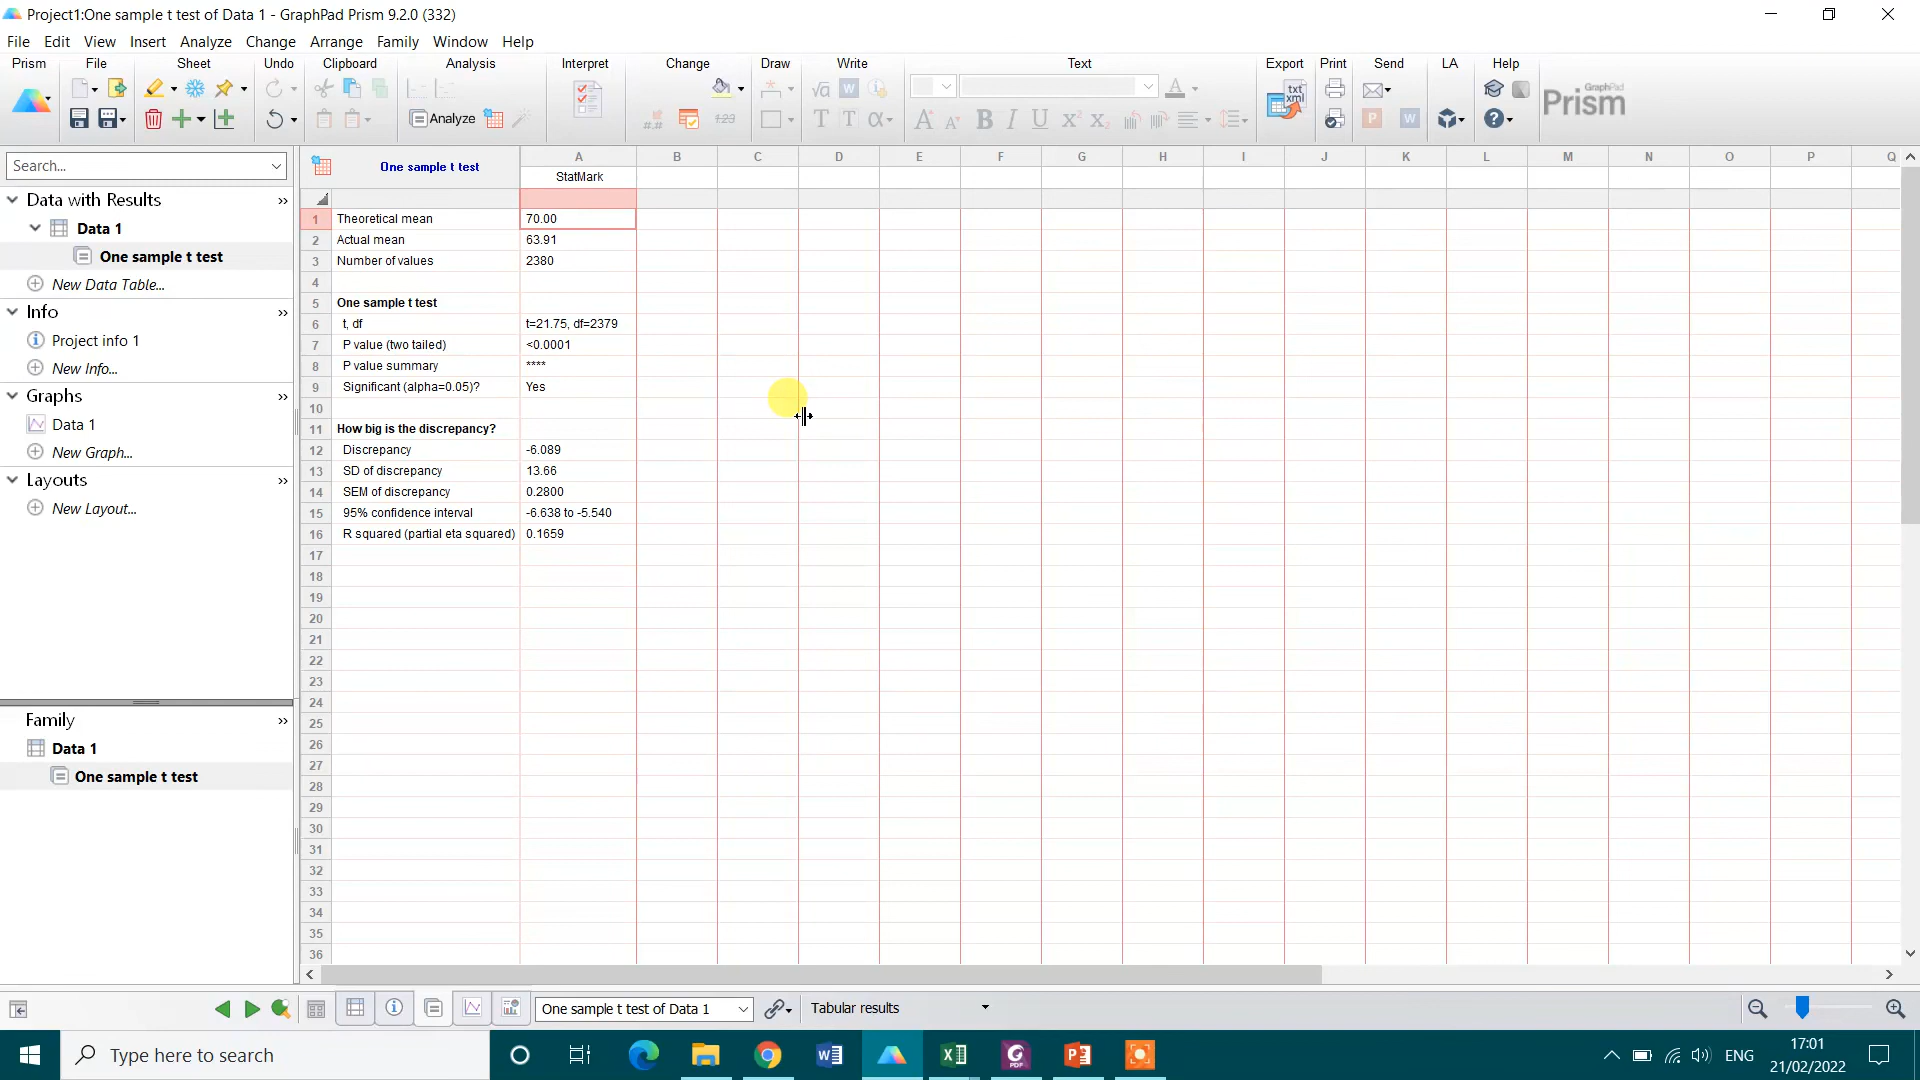 Project1:One sample t test of Data 1 - GraphPad Prism 9.2.0 (332)
File Edit View Insert Analyze Change Arrange Family Window Help
Prism File Sheet Undo Clipboard Analysis Interpret Change Draw Write Text Export Print Send LA Help
Analyze
GraphPad
Prism
Search...
Data with Results
Data 1
One sample t test
New Data Table...
Info
Project info 1
New Info...
Graphs
Data 1
New Graph...
Layouts
New Layout...
Family
Data 1
One sample t test
One sample t test A B C D E F G H I J K L M N O P Q
StatMark
1 Theoretical mean 70.00
2 Actual mean 63.91
3 Number of values 2380
4
5 One sample t test
6 t, df t=21.75, df=2379
7 P value (two tailed) <0.0001
8 P value summary ****
9 Significant (alpha=0.05)? Yes
10
11 How big is the discrepancy?
12 Discrepancy -6.089
13 SD of discrepancy 13.66
14 SEM of discrepancy 0.2800
15 95% confidence interval -6.638 to -5.540
16 R squared (partial eta squared) 0.1659
17
18
19
20
21
22
23
24
25
26
27
28
29
30
31
32
33
34
35
36
One sample t test of Data 1 Tabular results
Type here to search
ENG
17:01
21/02/2022